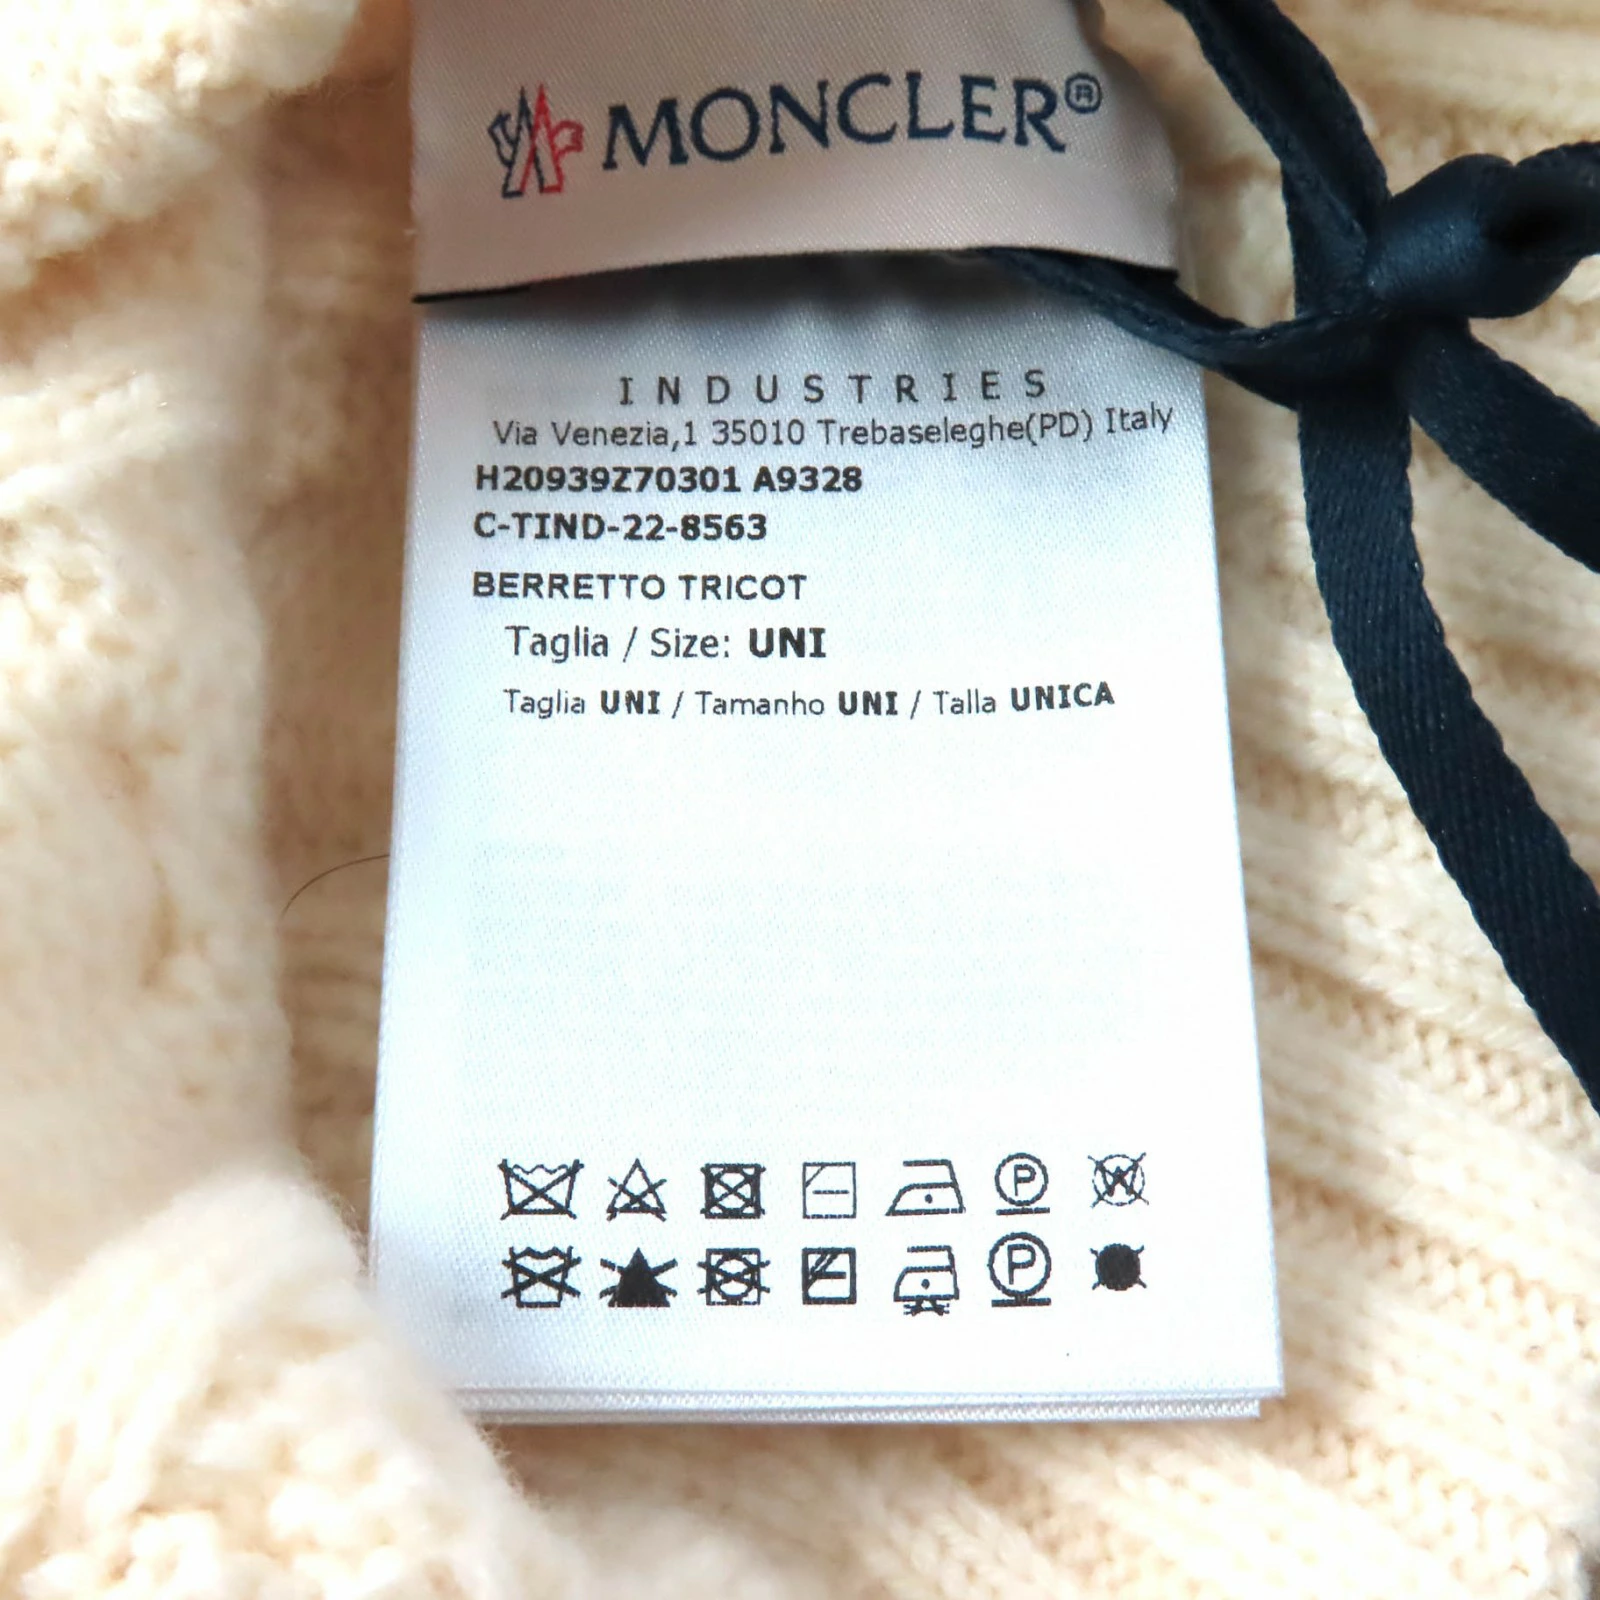 MONCLER®
INDUSTRIES
Via Venezia,1 35010 Trebaseleghe(PD) Italy
H20939Z70301 A9328
C-TIND-22-8563
BERRETTO TRICOT
Taglia / Size: UNI
Taglia UNI / Tamanho UNI / Talla UNICA
P W
P